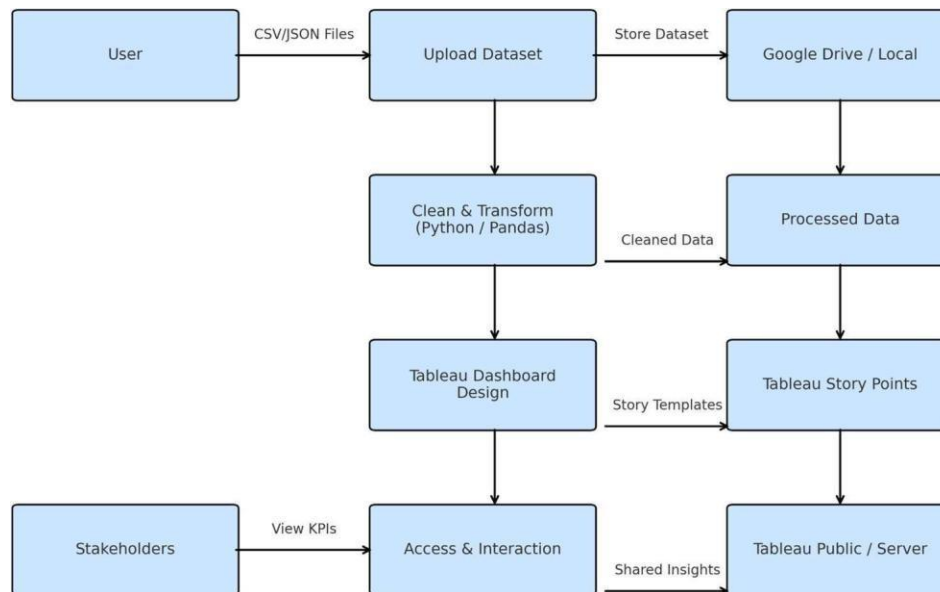 User
CSV/JSON Files
Upload Dataset
Store Dataset
Google Drive / Local
Clean & Transform
(Python / Pandas)
Cleaned Data
Processed Data
Tableau Dashboard
Design
Story Templates
Tableau Story Points
Stakeholders
View KPIs
Access & Interaction
Shared Insights
Tableau Public / Server